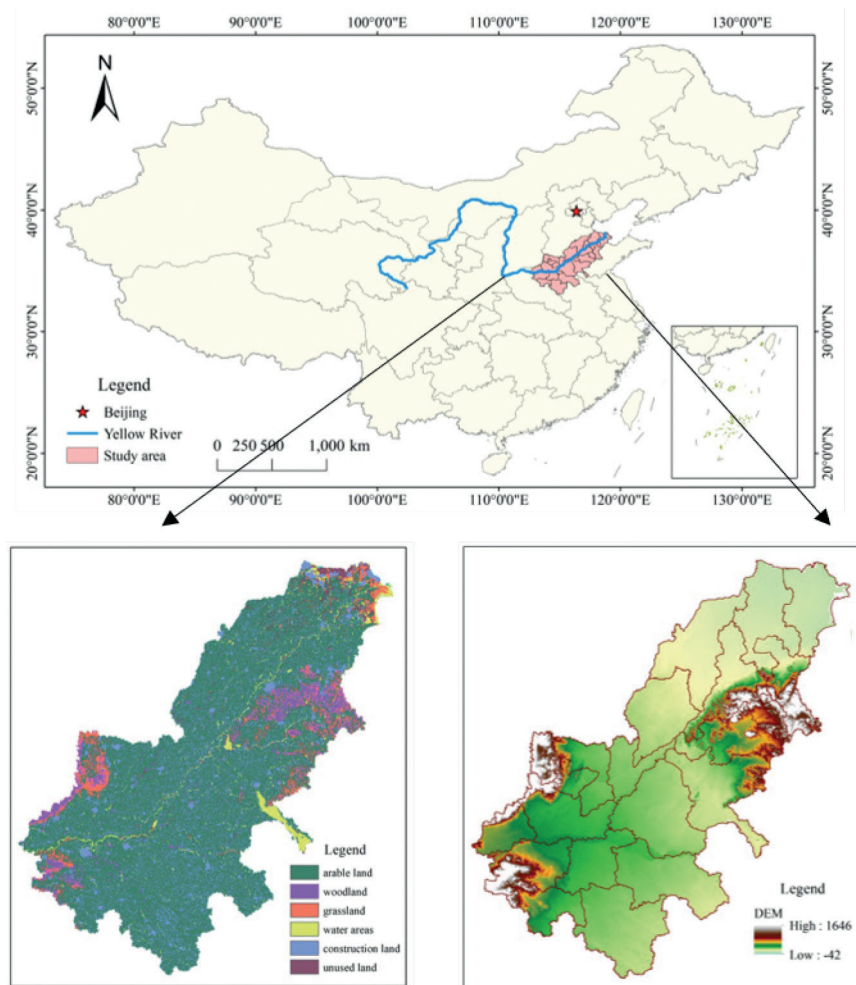 80°0'0"E 90°0'0"E 100°0'0"E 110°0'0"E 120°0'0"E 130°0'0"E
N
50°0'0"N 50°0'0"N
40°0'0"N 40°0'0"N
30°0'0"N 30°0'0"N
20°0'0"N 20°0'0"N
Legend
Beijing
Yellow River
Study area
0 250 500 1,000 km
80°0'0"E 90°0'0"E 100°0'0"E 110°0'0"E 120°0'0"E 130°0'0"E
Legend
arable land
woodland
grassland
water areas
construction land
unused land
Legend
DEM
High : 1646
Low : -42